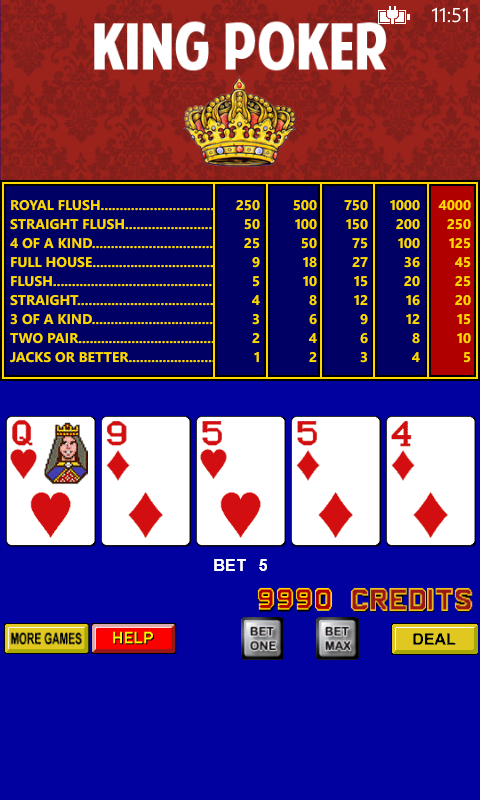 11:51
KING POKER
ROYAL FLUSH.......................... 250 500 750 1000 4000
STRAIGHT FLUSH..................... 50 100 150 200 250
4 OF A KIND............................ 25 50 75 100 125
FULL HOUSE............................ 9 18 27 36 45
FLUSH..................................... 5 10 15 20 25
STRAIGHT................................ 4 8 12 16 20
3 OF A KIND............................ 3 6 9 12 15
TWO PAIR................................ 2 4 6 8 10
JACKS OR BETTER.................... 1 2 3 4 5
Q 9 5 5 4
BET 5
9990 CREDITS
MORE GAMES HELP BET ONE BET MAX DEAL